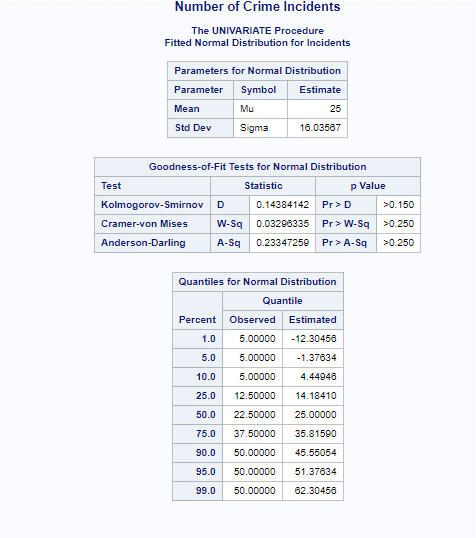 Number of Crime Incidents
The UNIVARIATE Procedure
Fitted Normal Distribution for Incidents
Parameters for Normal Distribution
Parameter Symbol Estimate
Mean Mu 25
Std Dev Sigma 16.03567
Goodness-of-Fit Tests for Normal Distribution
Test Statistic p Value
Kolmogorov-Smirnov D 0.14384142 Pr > D >0.150
Cramer-von Mises W-Sq 0.03296335 Pr > W-Sq >0.250
Anderson-Darling A-Sq 0.23347259 Pr > A-Sq >0.250
Quantiles for Normal Distribution
Quantile
Percent Observed Estimated
1.0 5.00000 -12.30456
5.0 5.00000 -1.37634
10.0 5.00000 4.44946
25.0 12.50000 14.18410
50.0 22.50000 25.00000
75.0 37.50000 35.81590
90.0 50.00000 45.55054
95.0 50.00000 51.37634
99.0 50.00000 62.30456